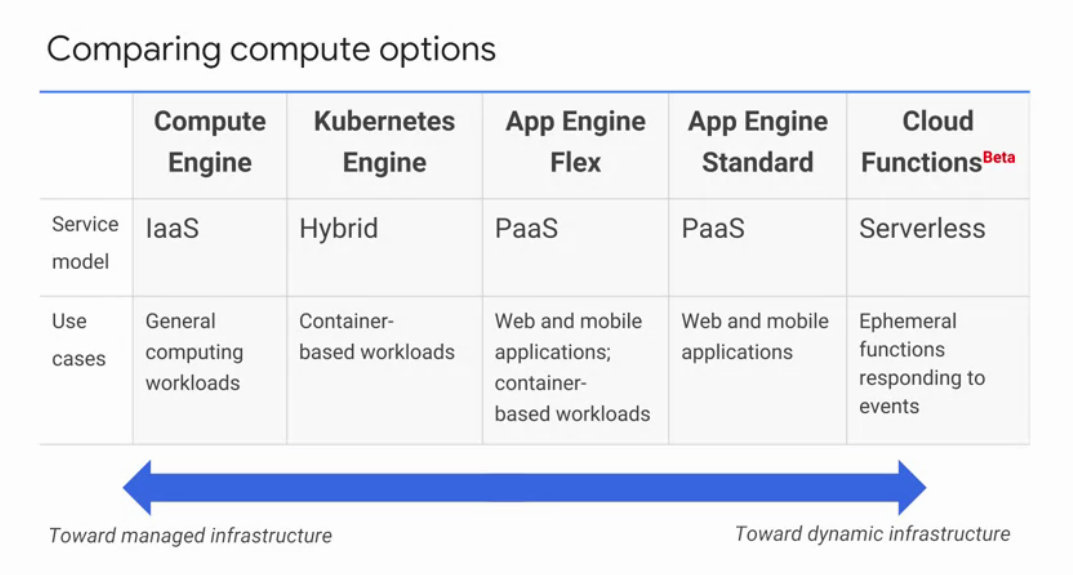 Comparing compute options
Compute
Engine
Kubernetes
Engine
App Engine
Flex
App Engine
Standard
Cloud
Functions Beta
Service
model
IaaS
Hybrid
PaaS
PaaS
Serverless
Use
cases
General
computing
workloads
Container-
based workloads
Web and mobile
applications;
container-
based workloads
Web and mobile
applications
Ephemeral
functions
responding to
events
Toward managed infrastructure
Toward dynamic infrastructure